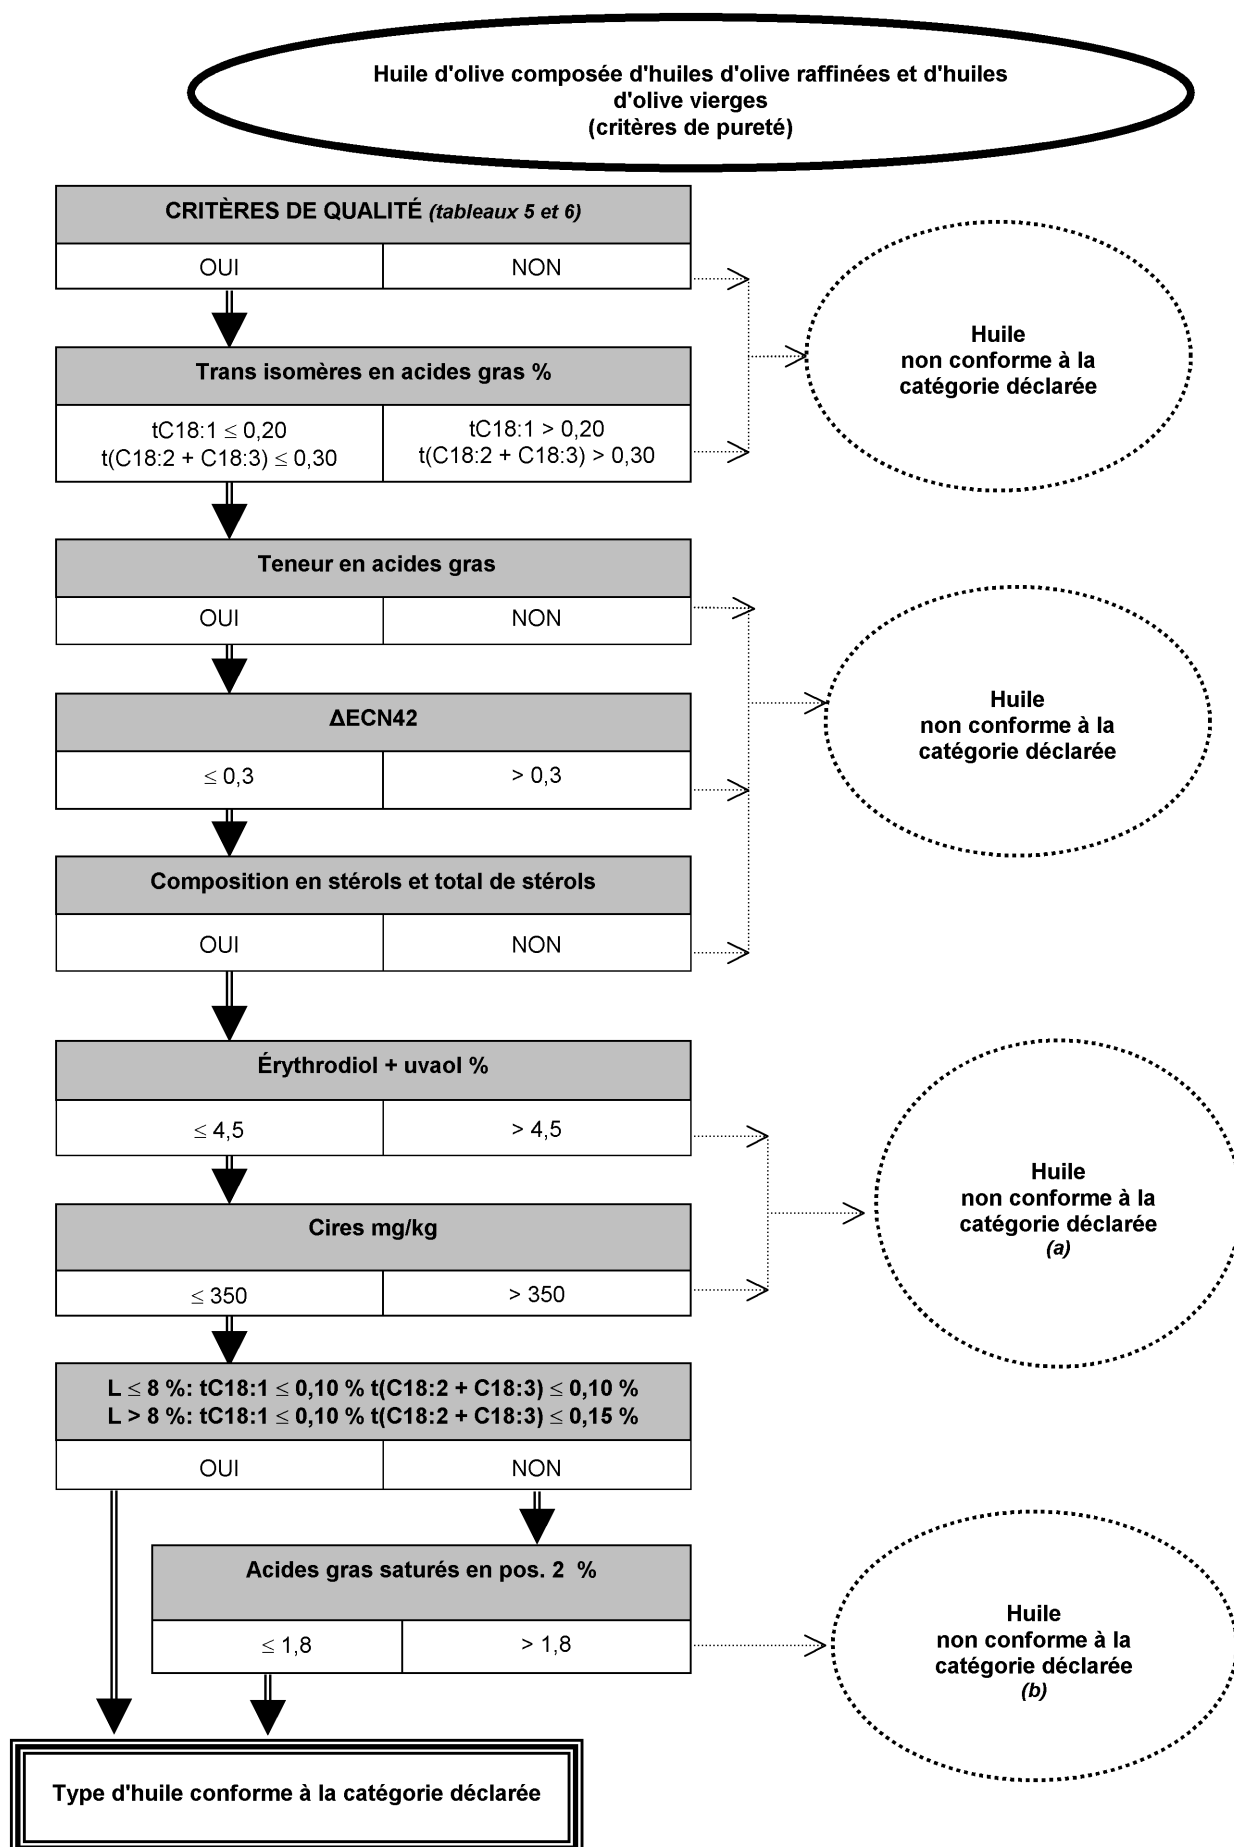 Huile d'olive composée d'huiles d'olive raffinées et d'huiles
d'olive vierges
(critères de pureté)
CRITÈRES DE QUALITÉ (tableaux 5 et 6)
OUI
NON
Huile
non conforme à la
catégorie déclarée
Trans isomères en acides gras %
tC18:1 ≤ 0,20
t(C18:2 + C18:3) ≤ 0,30
tC18:1 > 0,20
t(C18:2 + C18:3) > 0,30
Teneur en acides gras
OUI
NON
Huile
non conforme à la
catégorie déclarée
ΔECN42
≤ 0,3
> 0,3
Composition en stérols et total de stérols
OUI
NON
Érythrodiol + uvaol %
≤ 4,5
> 4,5
Huile
non conforme à la
catégorie déclarée
(a)
Cires mg/kg
≤ 350
> 350
L ≤ 8 %: tC18:1 ≤ 0,10 % t(C18:2 + C18:3) ≤ 0,10 %
L > 8 %: tC18:1 ≤ 0,10 % t(C18:2 + C18:3) ≤ 0,15 %
OUI
NON
Acides gras saturés en pos. 2 %
≤ 1,8
> 1,8
Huile
non conforme à la
catégorie déclarée
(b)
Type d'huile conforme à la catégorie déclarée